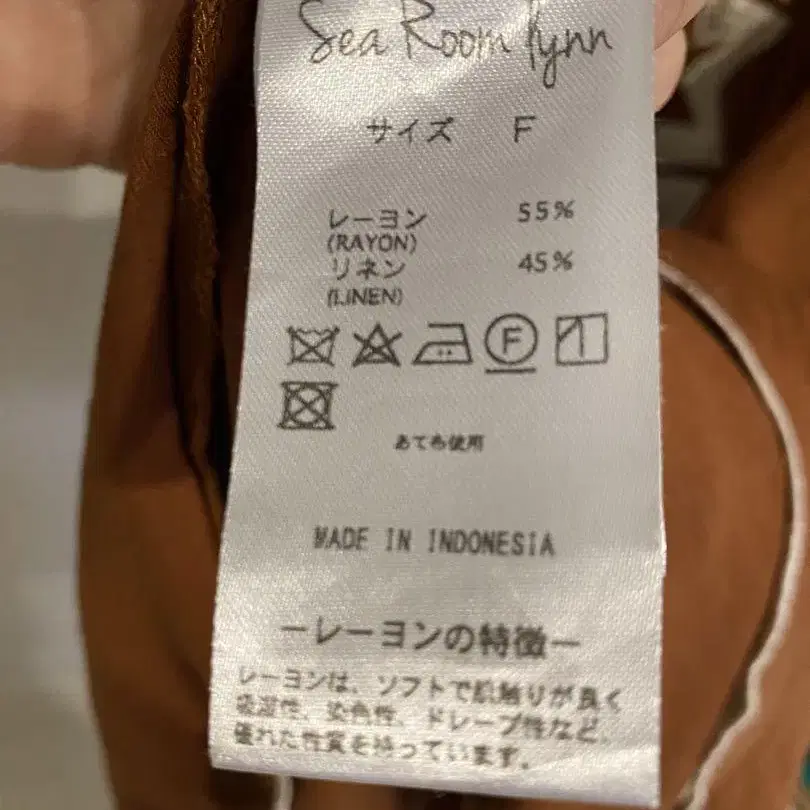 Sea Room lynn
サイズ F
レーヨン 55%
(RAYON)
リネン 45%
(LINEN)
F
あて布使用
MADE IN INDONESIA
ーレーヨンの特徴ー
レーヨンは、ソフトで肌触りが良く
吸湿性、染色性、ドレープ性など、
優れた性質を持っています。